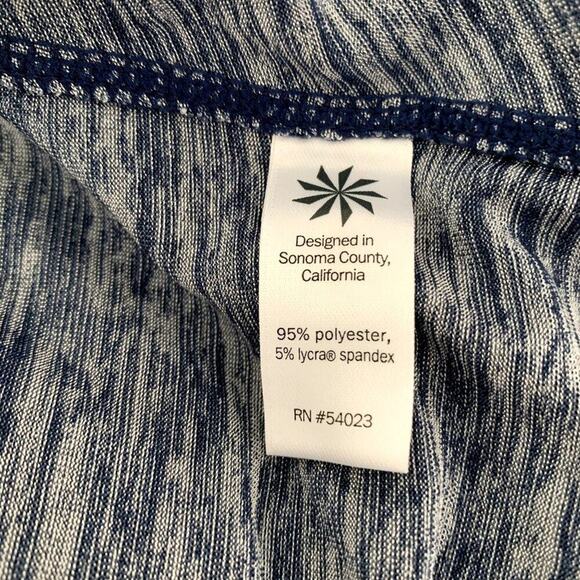 Designed in
Sonoma County,
California
95% polyester,
5% lycra® spandex
RN #54023